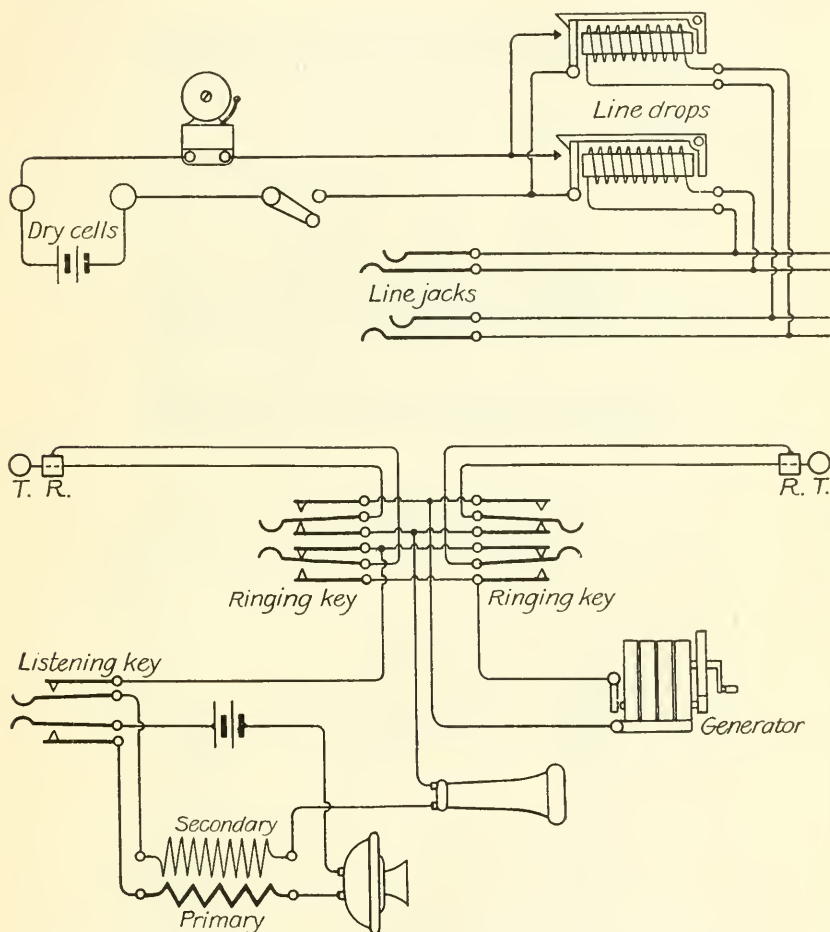 Line drops
Dry cells
Line jacks
T. R.
R. T.
Ringing key
Ringing key
Listening key
Generator
Secondary
Primary